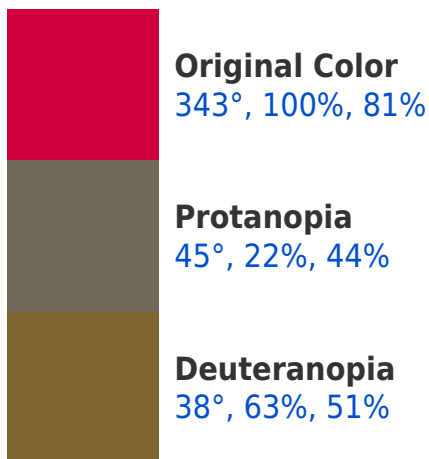 Original Color
343°, 100%, 81%
Protanopia
45°, 22%, 44%
Deuteranopia
38°, 63%, 51%